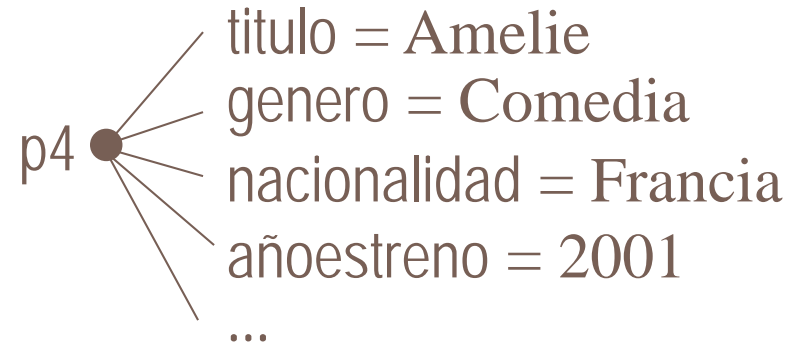 titulo = Amelie
genero = Comedia
p4
nacionalidad = Francia
añoestreno = 2001
...